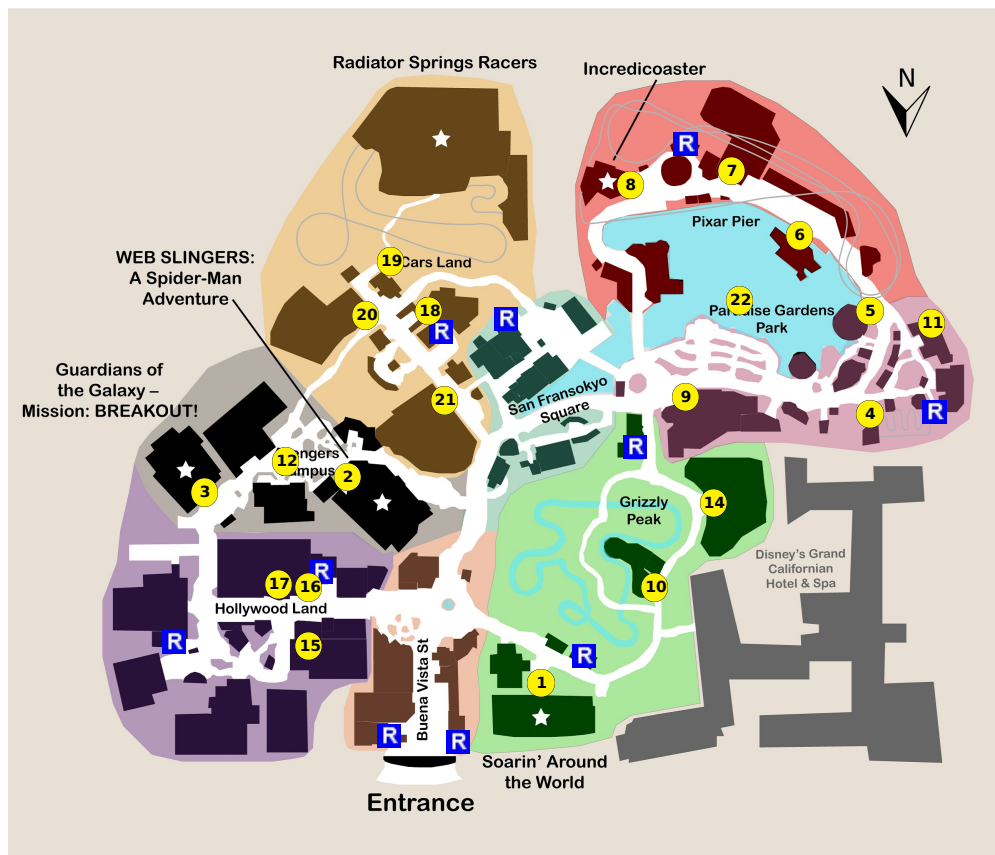 Radiator Springs Racers
Incredicoaster
N
R
7
8
Pixar Pier
6
WEB SLINGERS:
A Spider-Man
Adventure
19
Cars Land
22
Paradise Gardens
Park
20
18
R
R
5
11
Guardians of
the Galaxy –
Mission: BREAKOUT!
21
San Fransokyo
Square
9
4
R
R
12
Avengers
Campus
2
3
Grizzly
Peak
14
Disney's Grand
Californian
Hotel & Spa
R
17
16
10
Hollywood Land
R
15
R
1
Buena Vista St
R
R
Soarin' Around
the World
Entrance